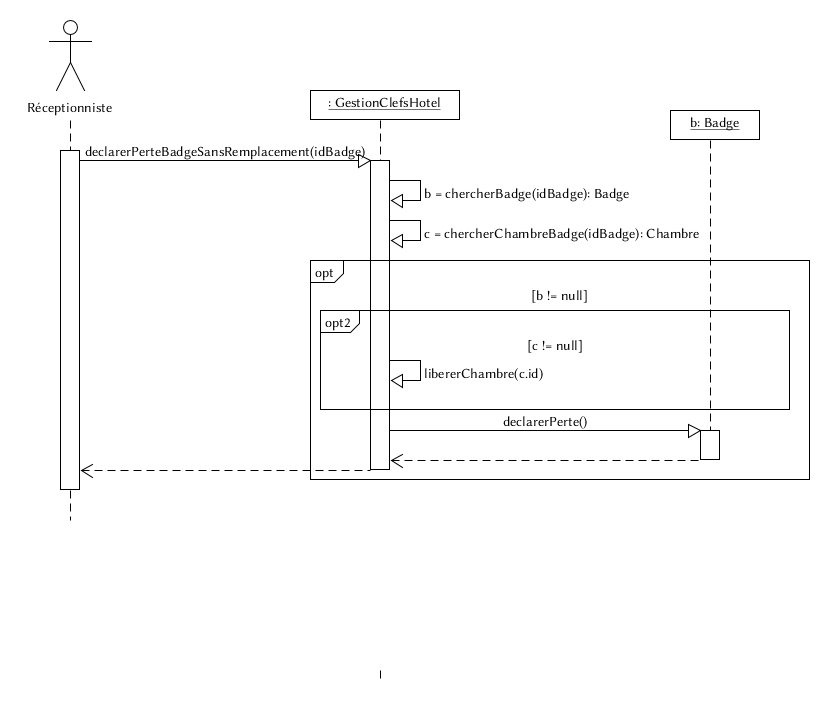 Réceptionniste
: GestionClefsHotel
b: Badge
declarerPerteBadgeSansRemplacement(idBadge)
b = chercherBadge(idBadge): Badge
c = chercherChambreBadge(idBadge): Chambre
opt
[b != null]
opt2
[c != null]
libererChambre(c.id)
declarerPerte()